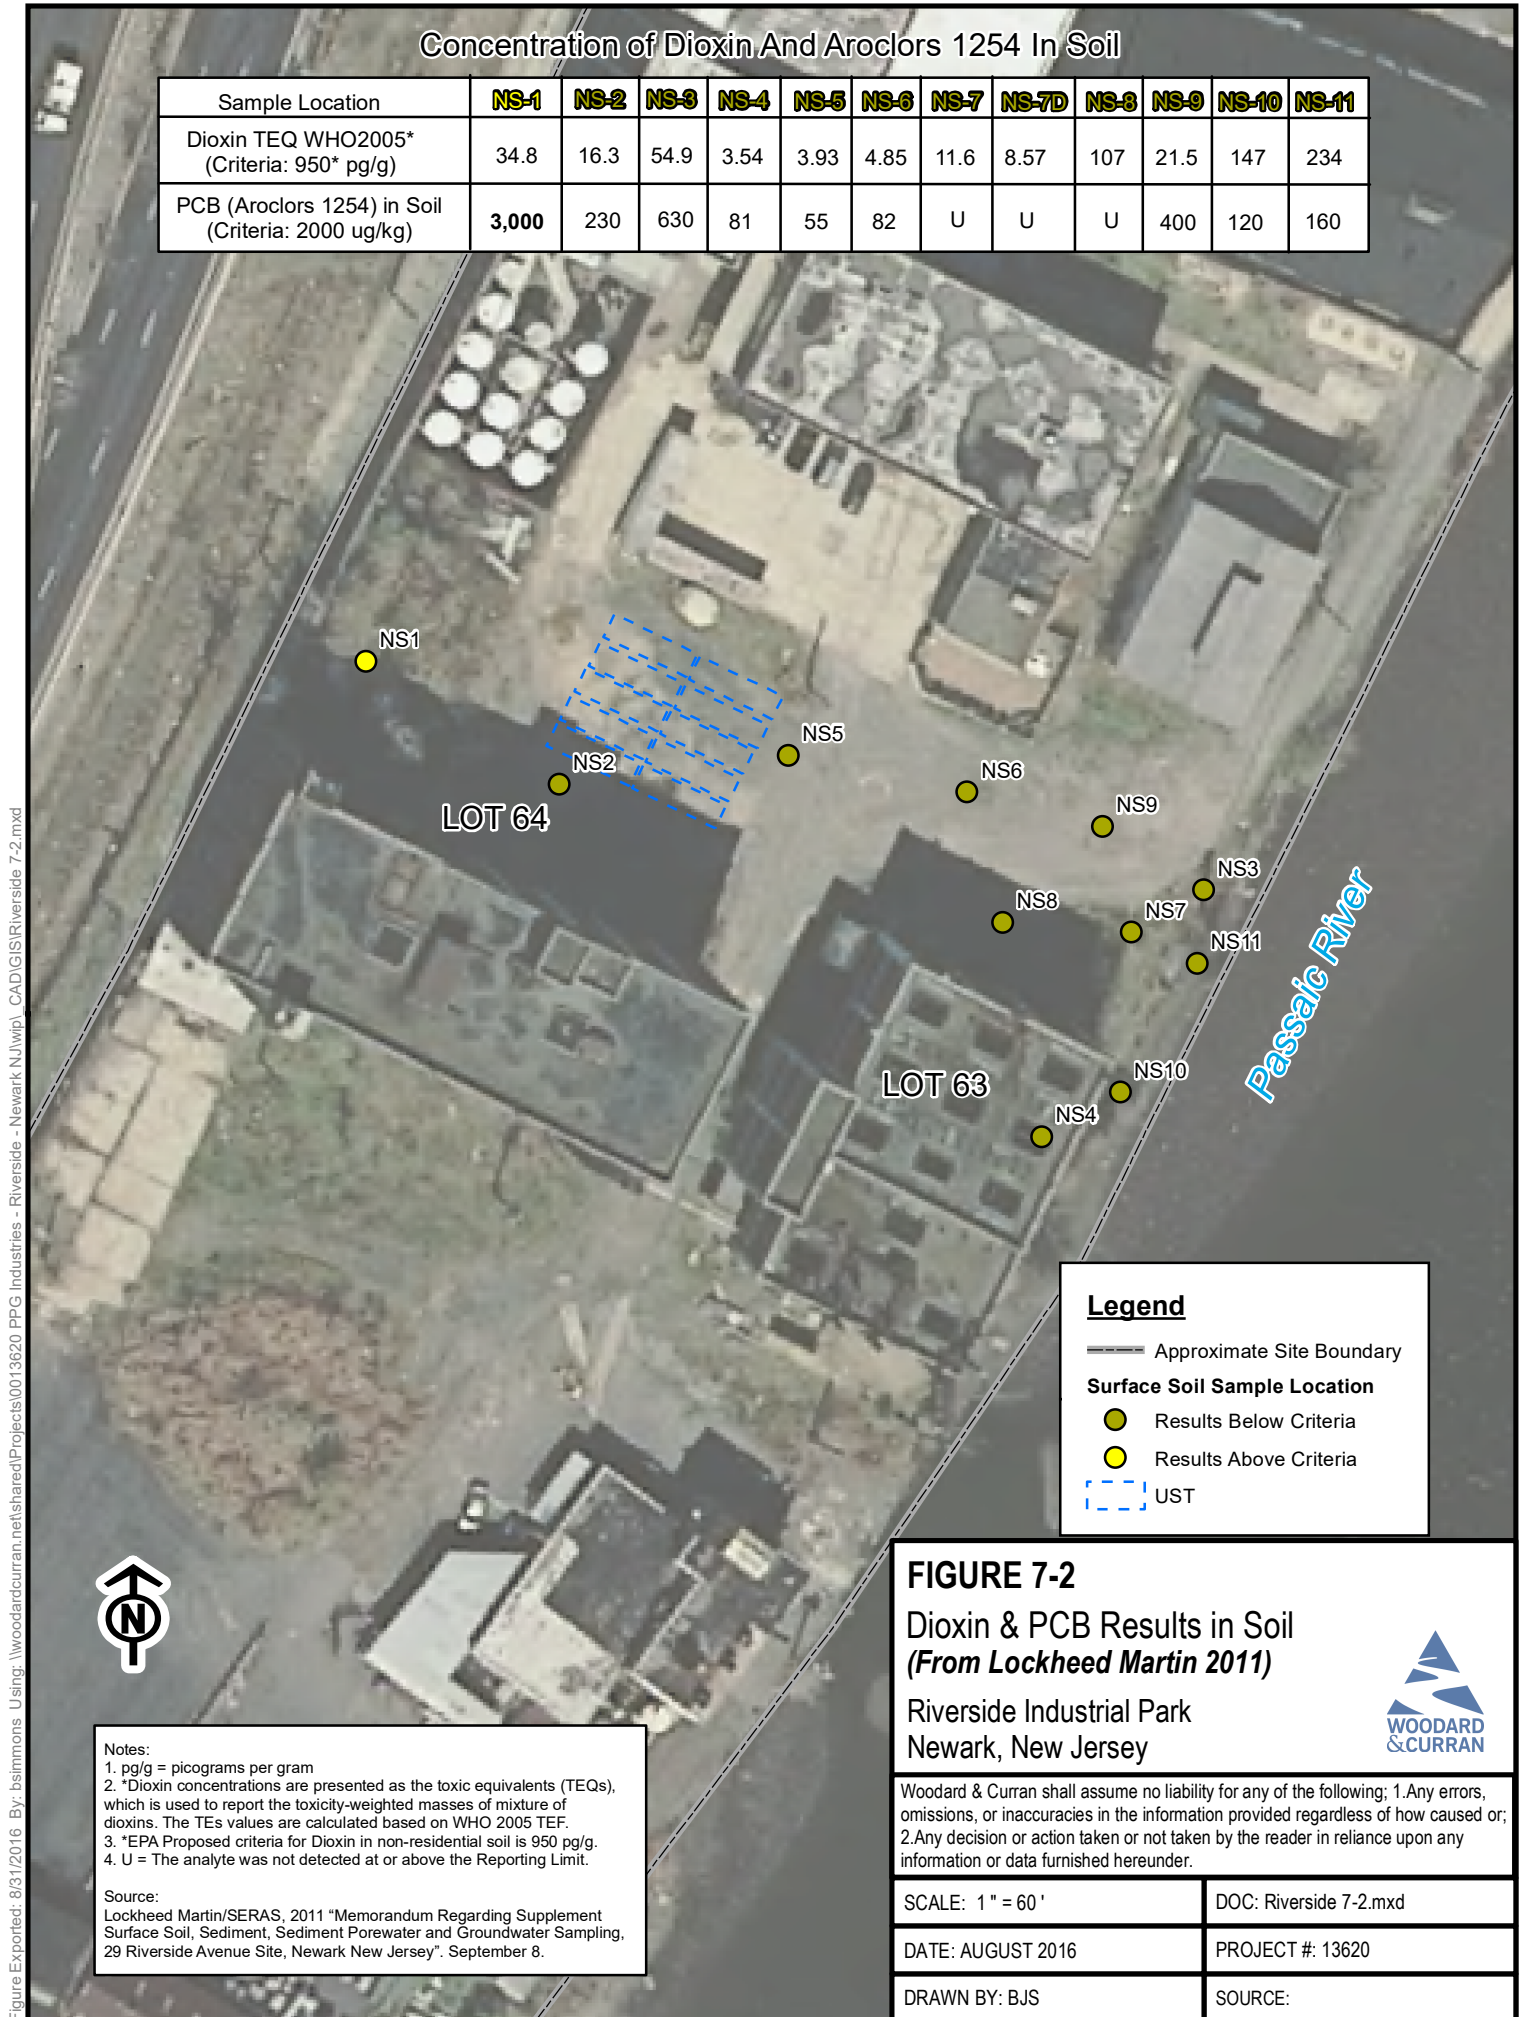 Concentration of Dioxin And Aroclors 1254 In Soil
Sample Location NS-1 NS-2 NS-3 NS-4 NS-5 NS-6 NS-7 NS-7D NS-8 NS-9 NS-10 NS-11
Dioxin TEQ WHO2005*
(Criteria: 950* pg/g) 34.8 16.3 54.9 3.54 3.93 4.85 11.6 8.57 107 21.5 147 234
PCB (Aroclors 1254) in Soil
(Criteria: 2000 ug/kg) 3,000 230 630 81 55 82 U U U 400 120 160
NS1
NS5
NS2
NS6
LOT 64
NS9
NS3
NS8
NS7
NS11
Passaic River
LOT 63
NS10
NS4
Legend
Approximate Site Boundary
Surface Soil Sample Location
Results Below Criteria
Results Above Criteria
UST
N
FIGURE 7-2
Dioxin & PCB Results in Soil
(From Lockheed Martin 2011)
Riverside Industrial Park
Newark, New Jersey
WOODARD
&CURRAN
Woodard & Curran shall assume no liability for any of the following; 1.Any errors,
omissions, or inaccuracies in the information provided regardless of how caused or;
2.Any decision or action taken or not taken by the reader in reliance upon any
information or data furnished hereunder.
SCALE: 1 " = 60 '
DOC: Riverside 7-2.mxd
DATE: AUGUST 2016
PROJECT #: 13620
DRAWN BY: BJS
SOURCE:
Notes:
1. pg/g = picograms per gram
2. *Dioxin concentrations are presented as the toxic equivalents (TEQs),
which is used to report the toxicity-weighted masses of mixture of
dioxins. The TEs values are calculated based on WHO 2005 TEF.
3. *EPA Proposed criteria for Dioxin in non-residential soil is 950 pg/g.
4. U = The analyte was not detected at or above the Reporting Limit.
Source:
Lockheed Martin/SERAS, 2011 “Memorandum Regarding Supplement
Surface Soil, Sediment, Sediment Porewater and Groundwater Sampling,
29 Riverside Avenue Site, Newark New Jersey”. September 8.
Figure Exported: 8/31/2016 By: bsimmons Using: \\woodardcurran.net\shared\Projects\0013620 PPG Industries - Riverside - Newark NJ\wip\_CAD\GIS\Riverside 7-2.mxd